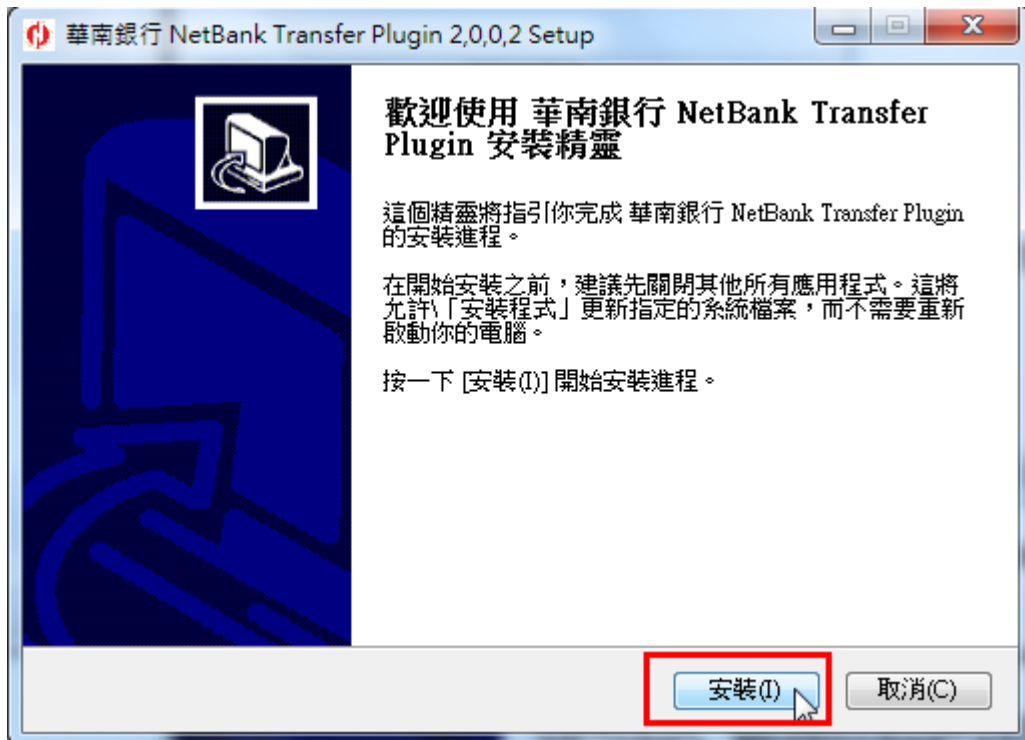 華南銀行 NetBank Transfer Plugin 2,0,0,2 Setup
歡迎使用 華南銀行 NetBank Transfer
Plugin 安裝精靈
這個精靈將指引你完成 華南銀行 NetBank Transfer Plugin
的安裝進程。
在開始安裝之前，建議先關閉其他所有應用程式。這將
允許\「安裝程式」更新指定的系統檔案，而不需要重新
啟動你的電腦。
按一下 [安裝(I)] 開始安裝進程。
安裝(I)
取消(C)